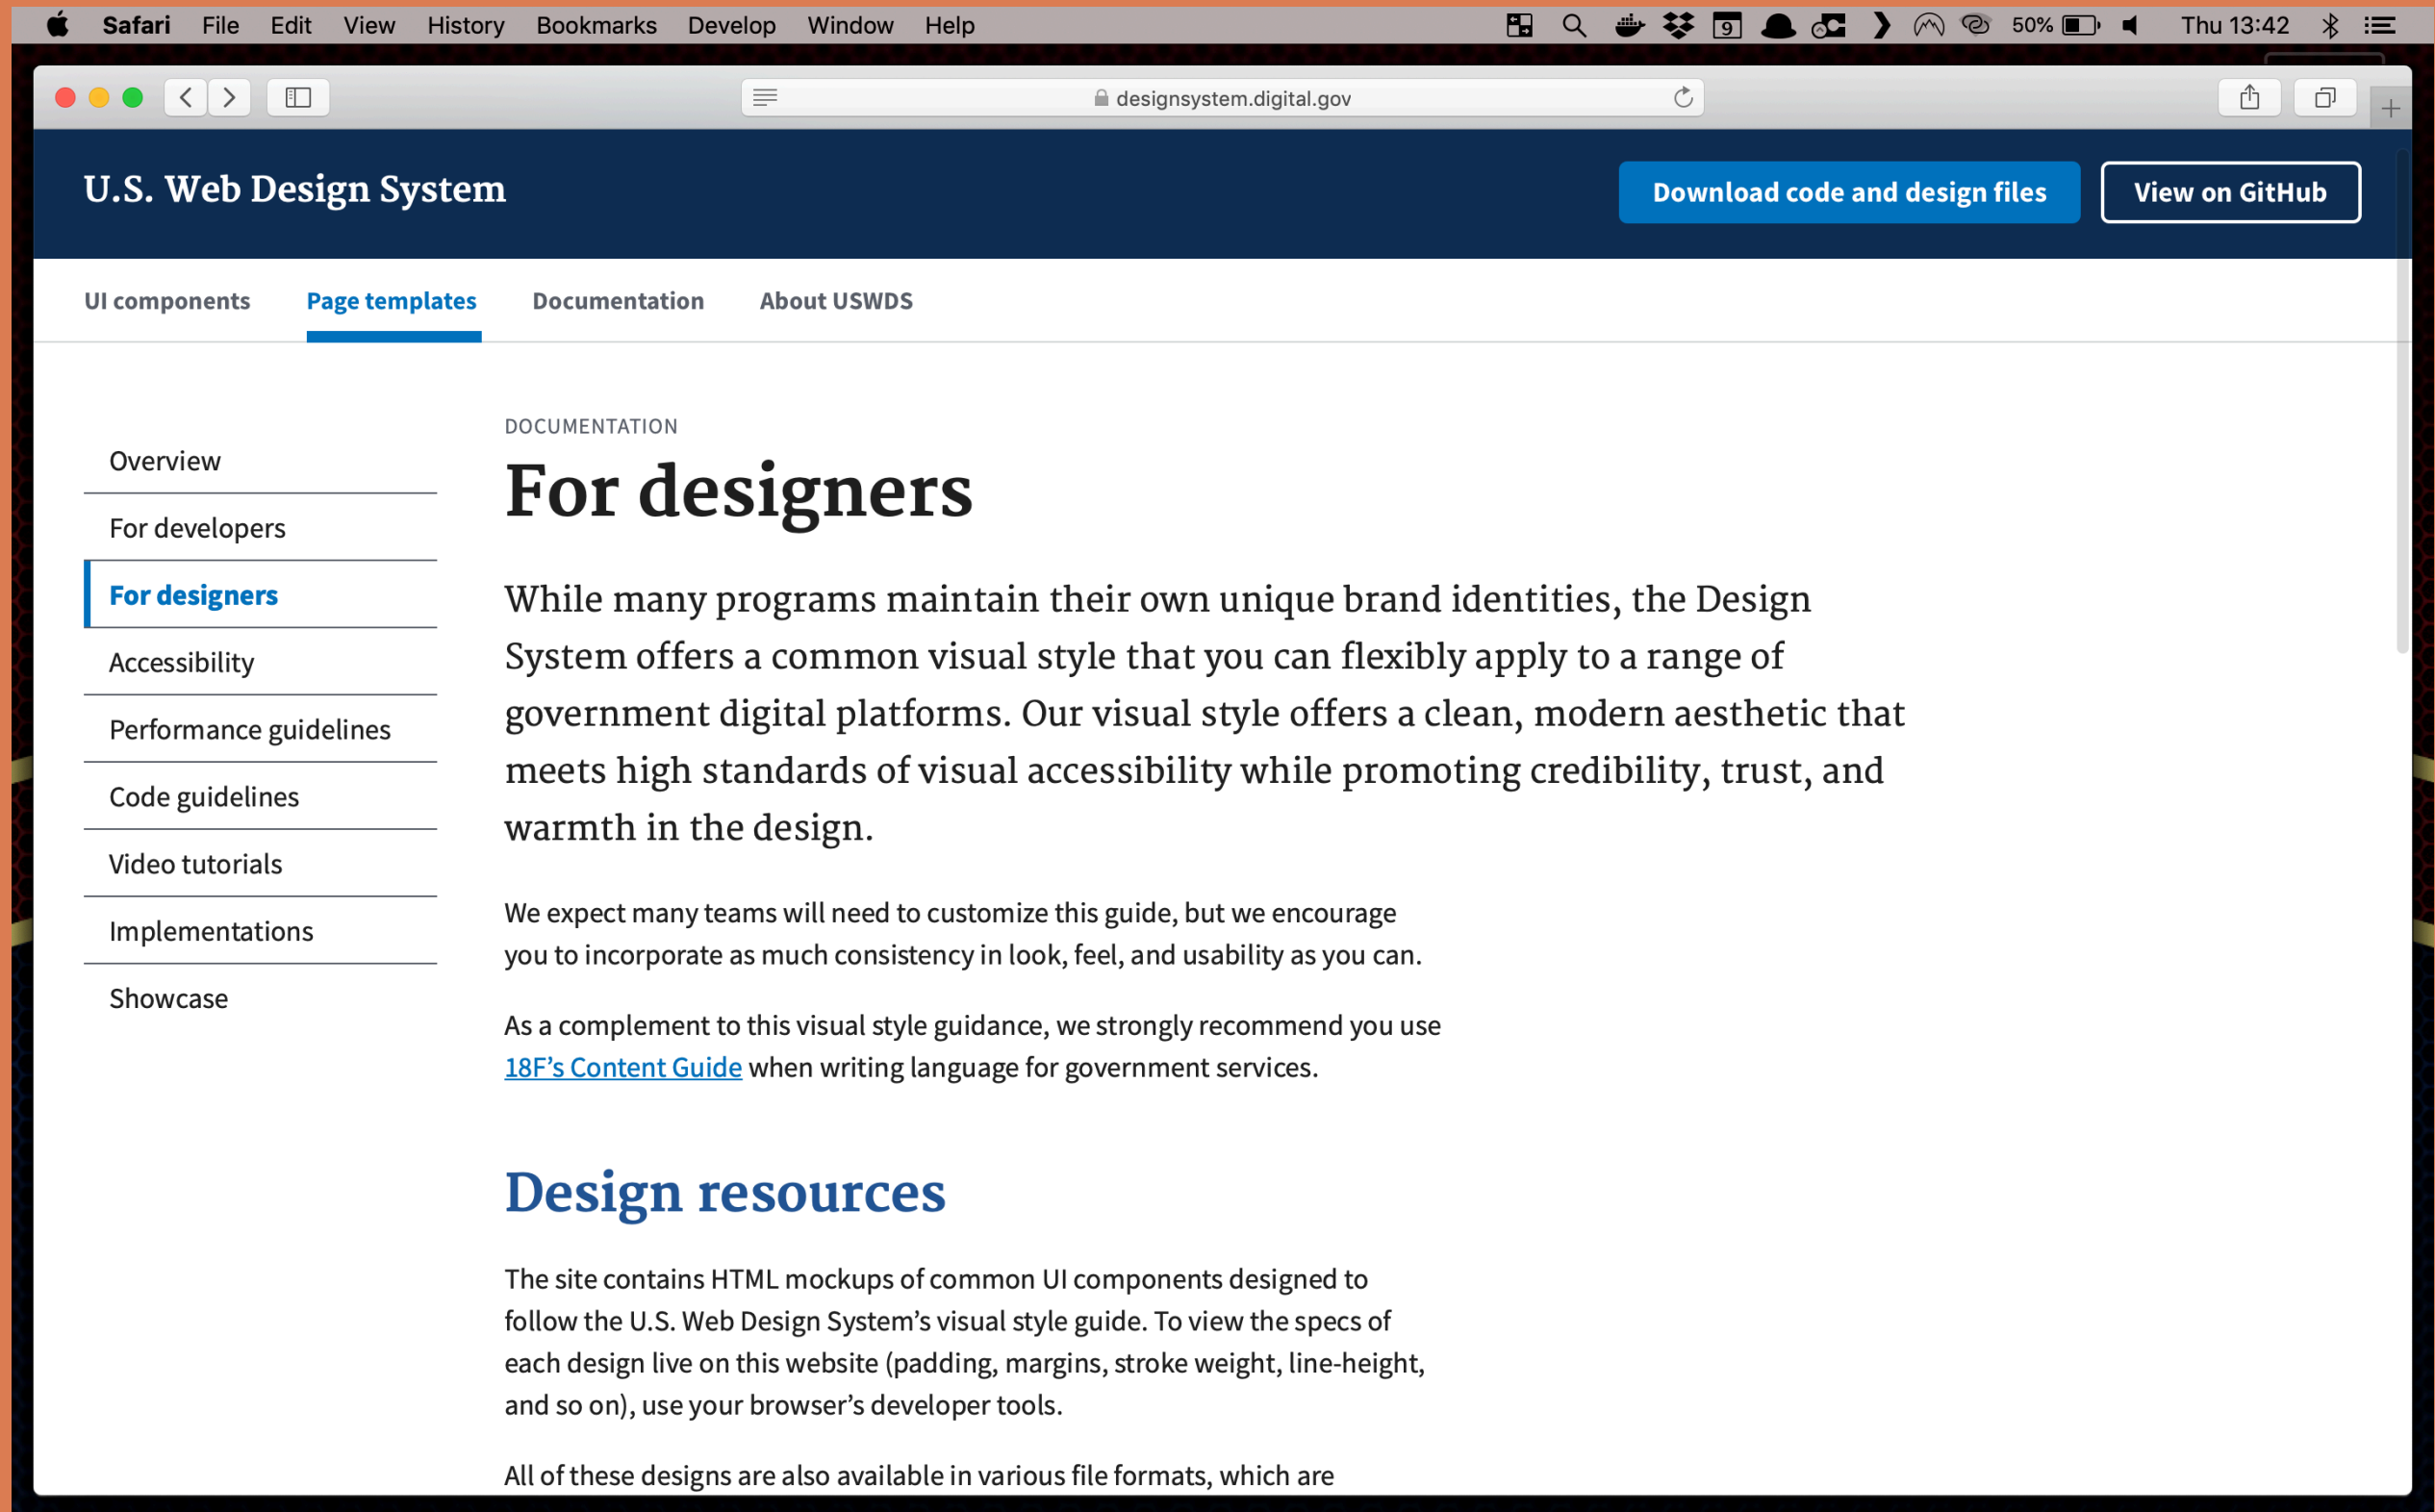 Safari File Edit View History Bookmarks Develop Window Help 9 50% Thu 13:42
designsystem.digital.gov
U.S. Web Design System
Download code and design files
View on GitHub
UI components
Page templates
Documentation
About USWDS
Overview
For developers
For designers
Accessibility
Performance guidelines
Code guidelines
Video tutorials
Implementations
Showcase
DOCUMENTATION
For designers
While many programs maintain their own unique brand identities, the Design
System offers a common visual style that you can flexibly apply to a range of
government digital platforms. Our visual style offers a clean, modern aesthetic that
meets high standards of visual accessibility while promoting credibility, trust, and
warmth in the design.
We expect many teams will need to customize this guide, but we encourage
you to incorporate as much consistency in look, feel, and usability as you can.
As a complement to this visual style guidance, we strongly recommend you use
18F’s Content Guide when writing language for government services.
Design resources
The site contains HTML mockups of common UI components designed to
follow the U.S. Web Design System’s visual style guide. To view the specs of
each design live on this website (padding, margins, stroke weight, line-height,
and so on), use your browser’s developer tools.
All of these designs are also available in various file formats, which are